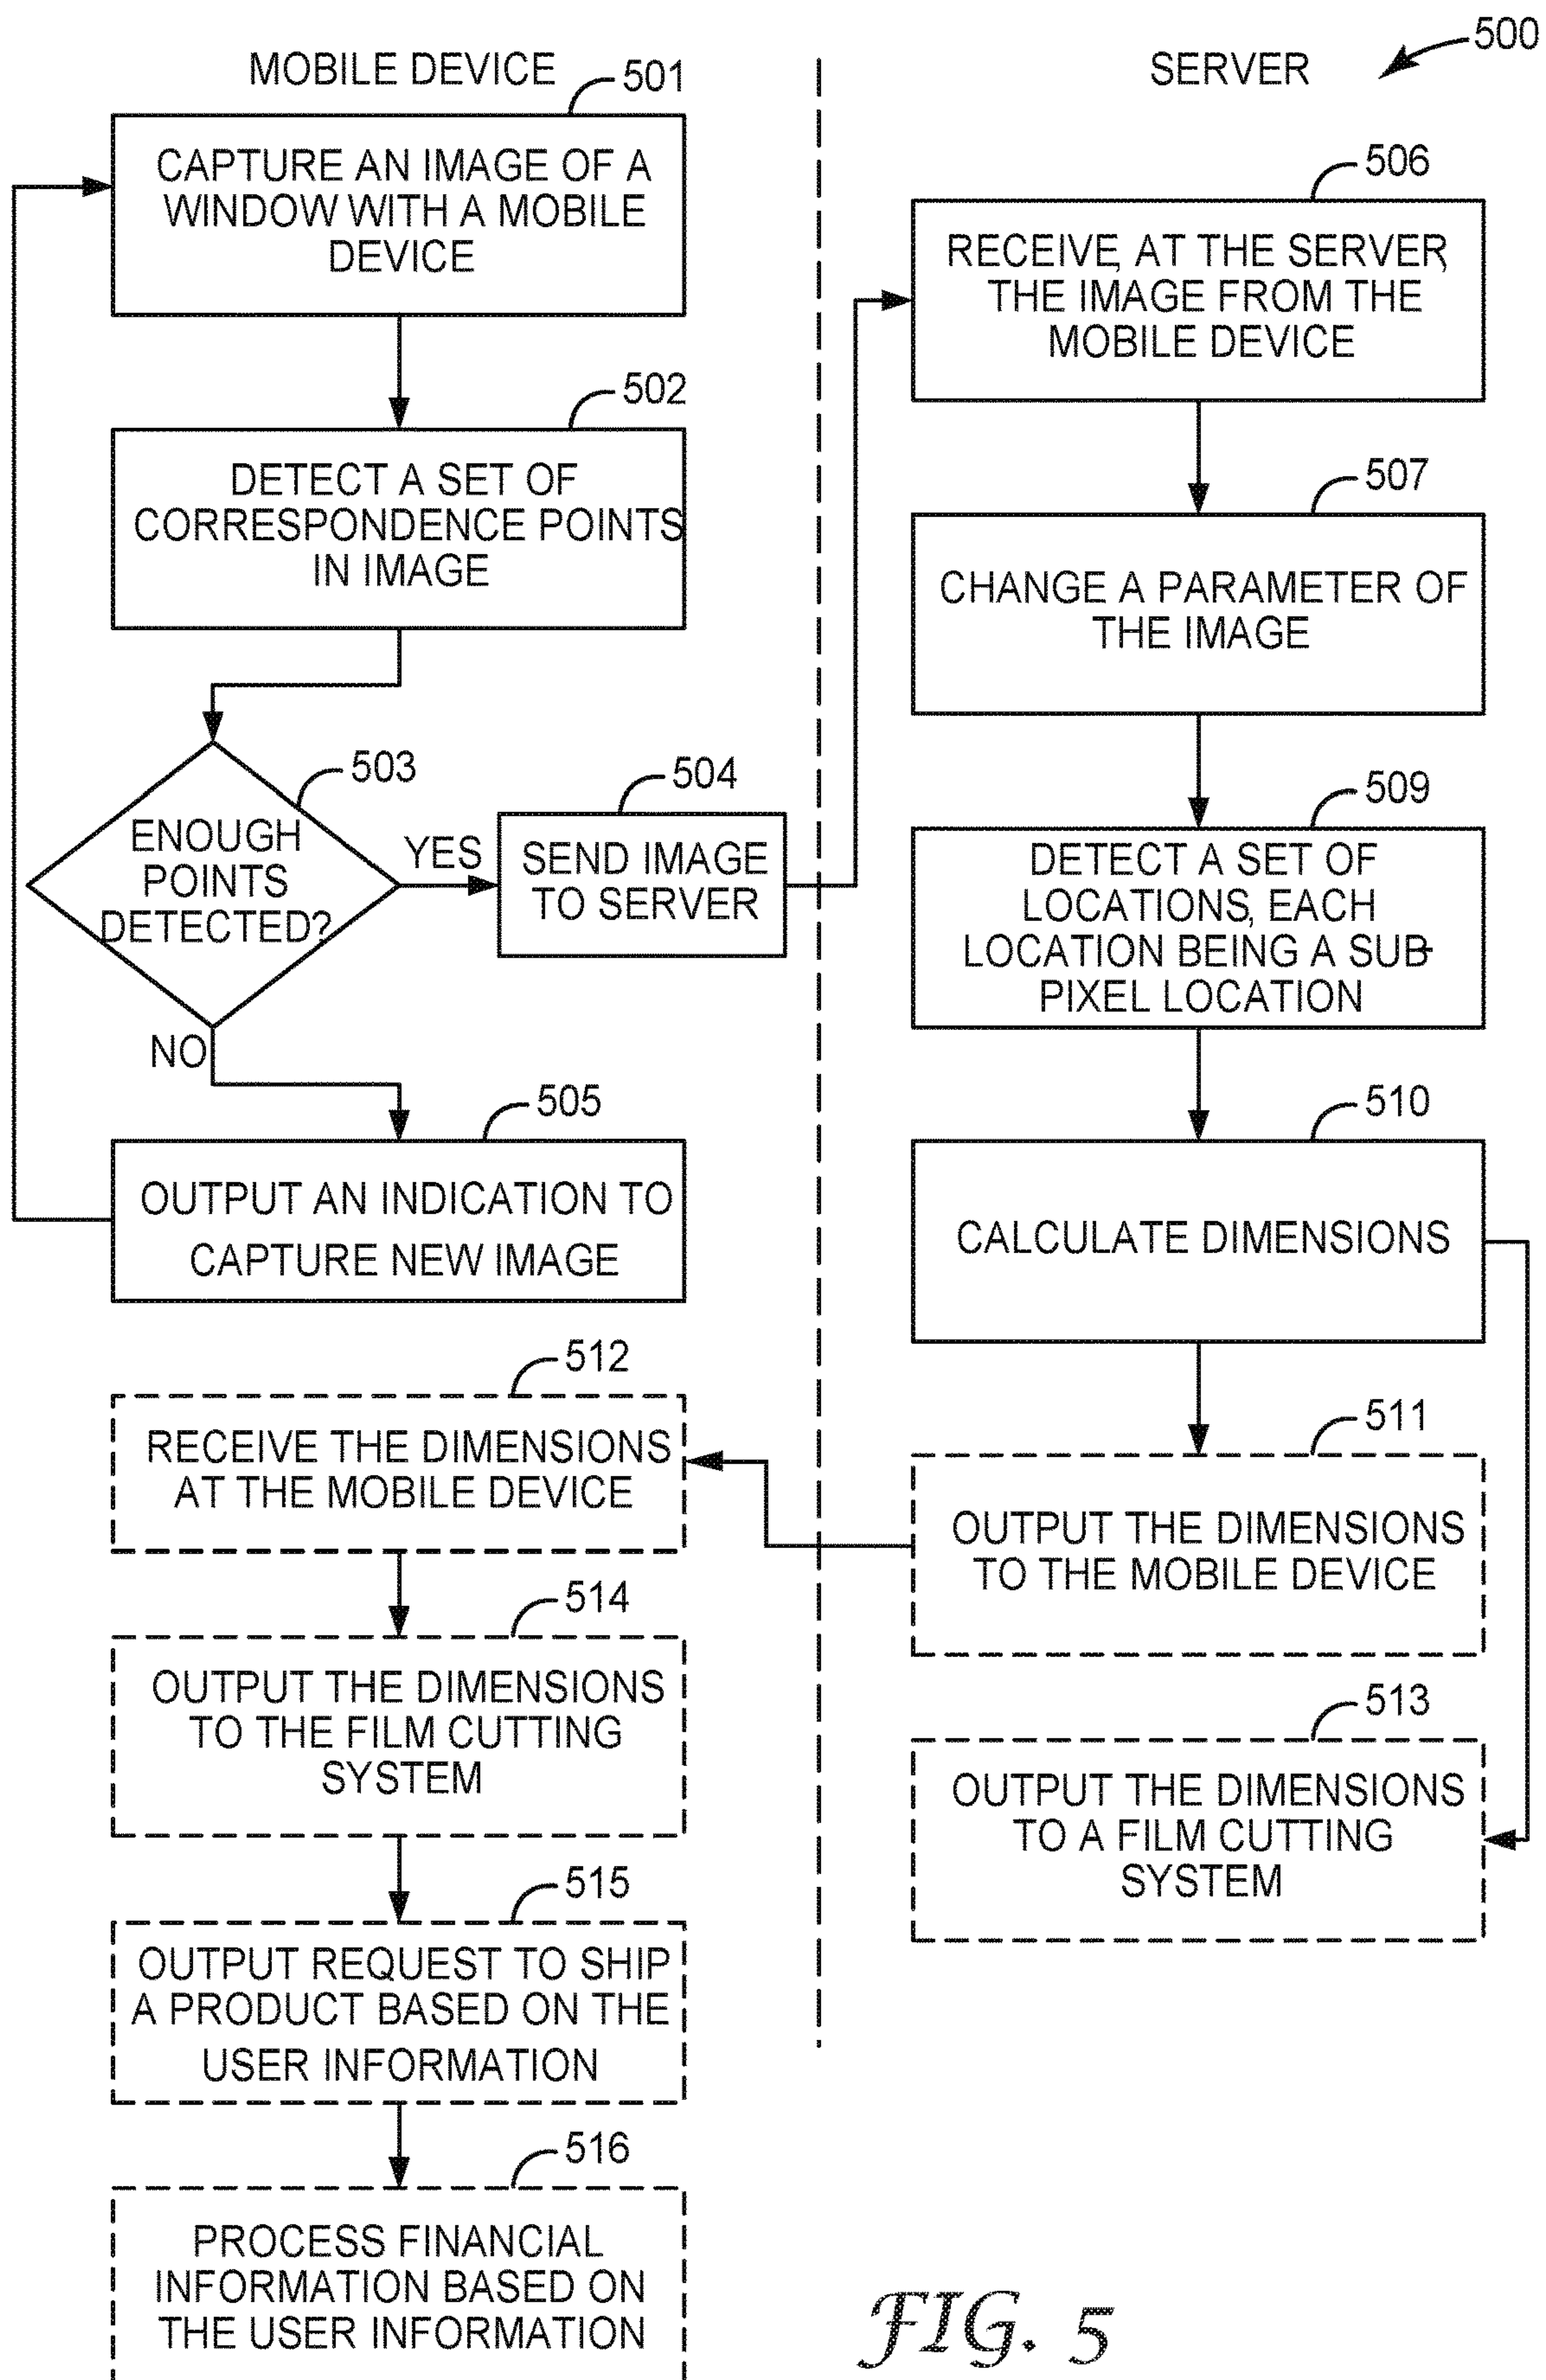 500
MOBILE DEVICE
SERVER
501
CAPTURE AN IMAGE OF A
WINDOW WITH A MOBILE
DEVICE
502
DETECT A SET OF
CORRESPONDENCE POINTS
IN IMAGE
503
ENOUGH
POINTS
DETECTED?
YES
504
SEND IMAGE
TO SERVER
NO
505
OUTPUT AN INDICATION TO
CAPTURE NEW IMAGE
506
RECEIVE, AT THE SERVER,
THE IMAGE FROM THE
MOBILE DEVICE
507
CHANGE A PARAMETER OF
THE IMAGE
509
DETECT A SET OF
LOCATIONS, EACH
LOCATION BEING A SUB-
PIXEL LOCATION
510
CALCULATE DIMENSIONS
511
OUTPUT THE DIMENSIONS
TO THE MOBILE DEVICE
513
OUTPUT THE DIMENSIONS
TO A FILM CUTTING
SYSTEM
512
RECEIVE THE DIMENSIONS
AT THE MOBILE DEVICE
514
OUTPUT THE DIMENSIONS
TO THE FILM CUTTING
SYSTEM
515
OUTPUT REQUEST TO SHIP
A PRODUCT BASED ON THE
USER INFORMATION
516
PROCESS FINANCIAL
INFORMATION BASED ON
THE USER INFORMATION
FIG. 5